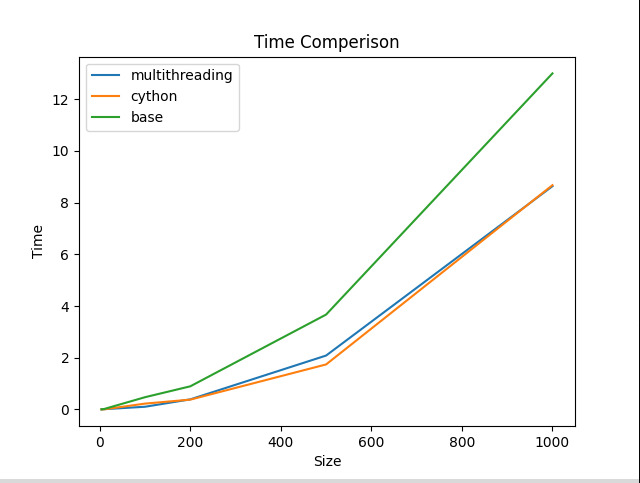 Time Comperison
multithreading
cython
base
Time
12
10
8
6
4
2
0
0 200 400 600 800 1000
Size